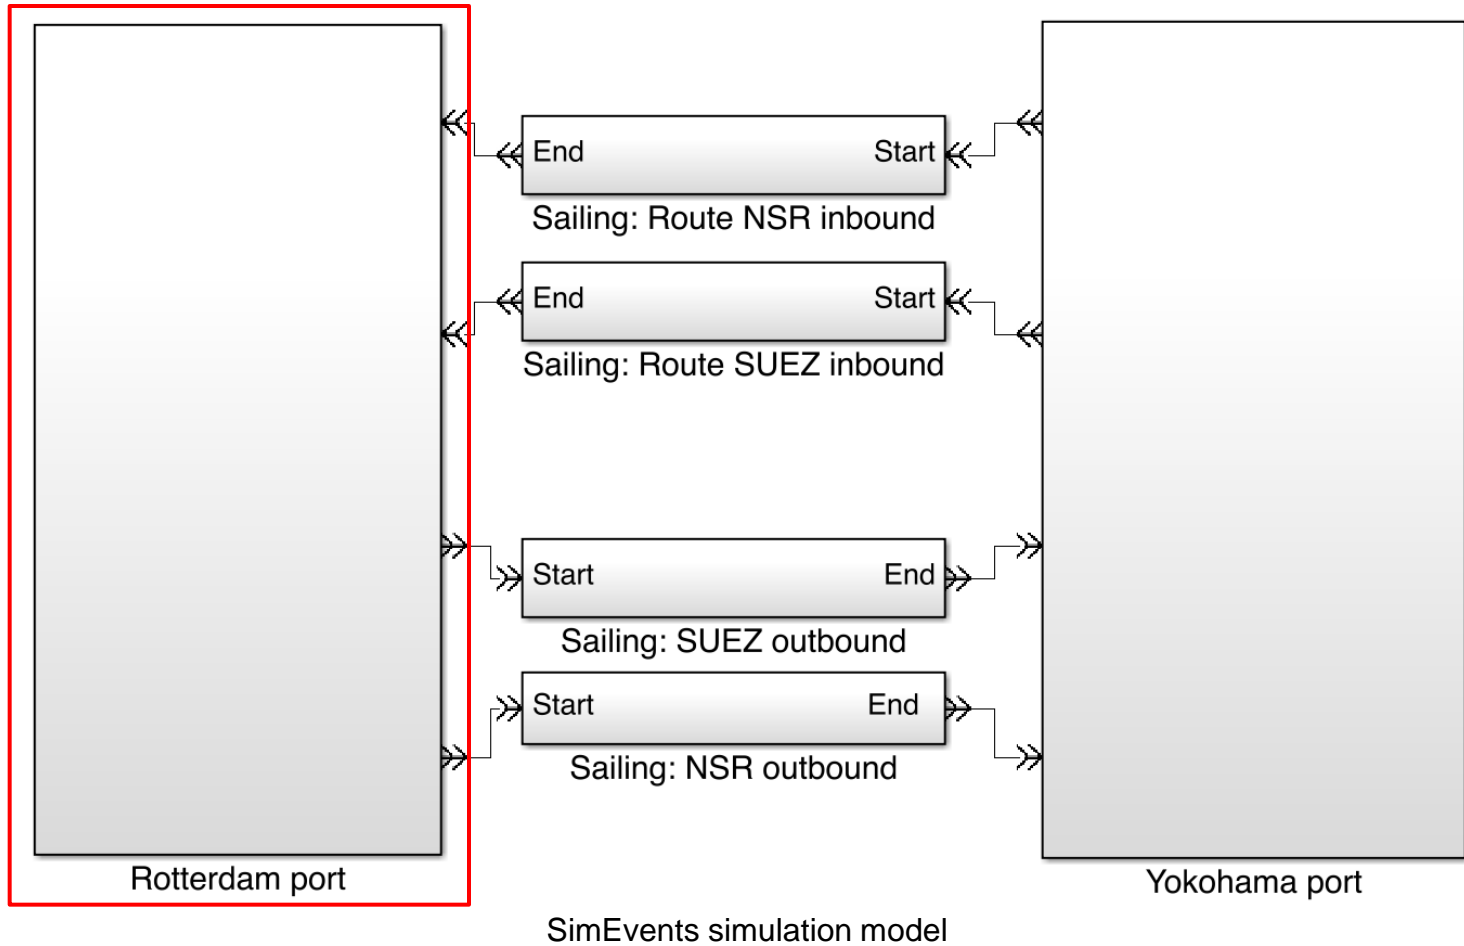 End Start
Sailing: Route NSR inbound
End Start
Sailing: Route SUEZ inbound
Start End
Sailing: SUEZ outbound
Start End
Sailing: NSR outbound
Rotterdam port
Yokohama port
SimEvents simulation model